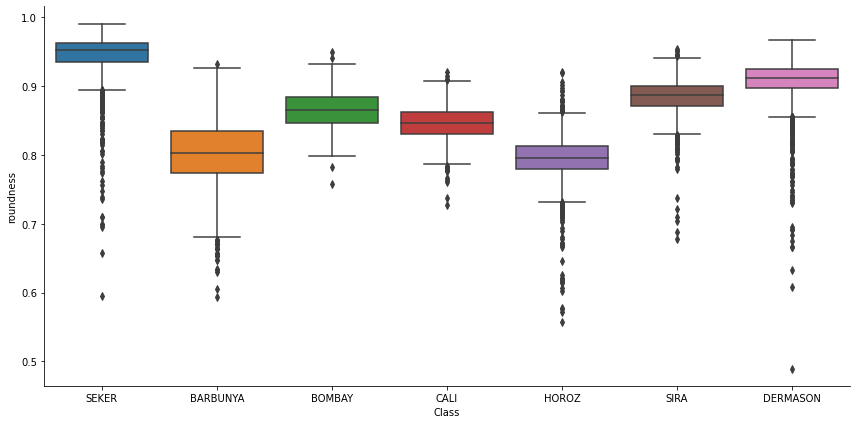 1.0
0.9
0.8
0.7
0.6
0.5
roundness
SEKER BARBUNYA BOMBAY CALI HOROZ SIRA DERMASON
Class